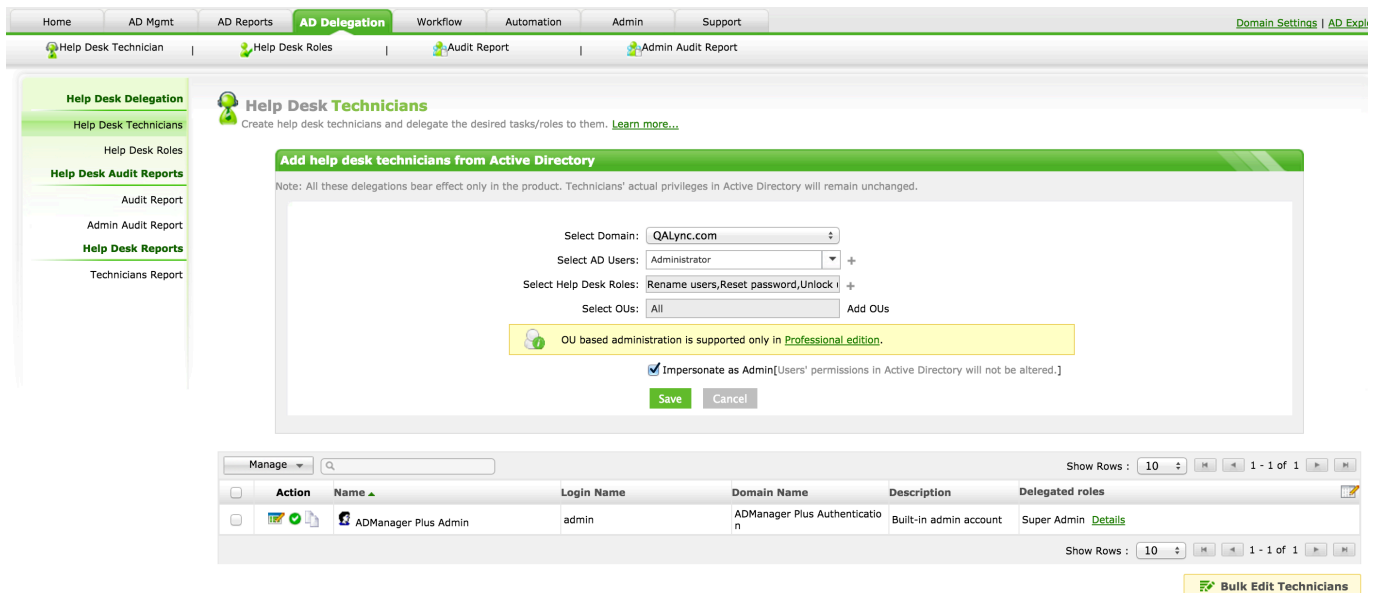 Home AD Mgmt AD Reports AD Delegation Workflow Automation Admin Support Domain Settings | AD
Help Desk Technician | Help Desk Roles | Audit Report | Admin Audit Report
Help Desk Delegation
Help Desk Technicians
Help Desk Roles
Help Desk Audit Reports
Audit Report
Admin Audit Report
Help Desk Reports
Technicians Report
Help Desk Technicians
Create help desk technicians and delegate the desired tasks/roles to them. Learn more...
Add help desk technicians from Active Directory
Note: All these delegations bear effect only in the product. Technicians' actual privileges in Active Directory will remain unchanged.
Select Domain: QALync.com
Select AD Users: Administrator +
Select Help Desk Roles: Rename users,Reset password,Unlock +
Select OUs: All Add OUs
OU based administration is supported only in Professional edition.
Impersonate as Admin[Users' permissions in Active Directory will not be altered.]
Save Cancel
Manage Show Rows : 10 1 - 1 of 1
Action Name Login Name Domain Name Description Delegated roles
ADManager Plus Admin admin ADManager Plus Authenticatio Built-in admin account Super Admin Details
n
Show Rows : 10 1 - 1 of 1
Bulk Edit Technicians